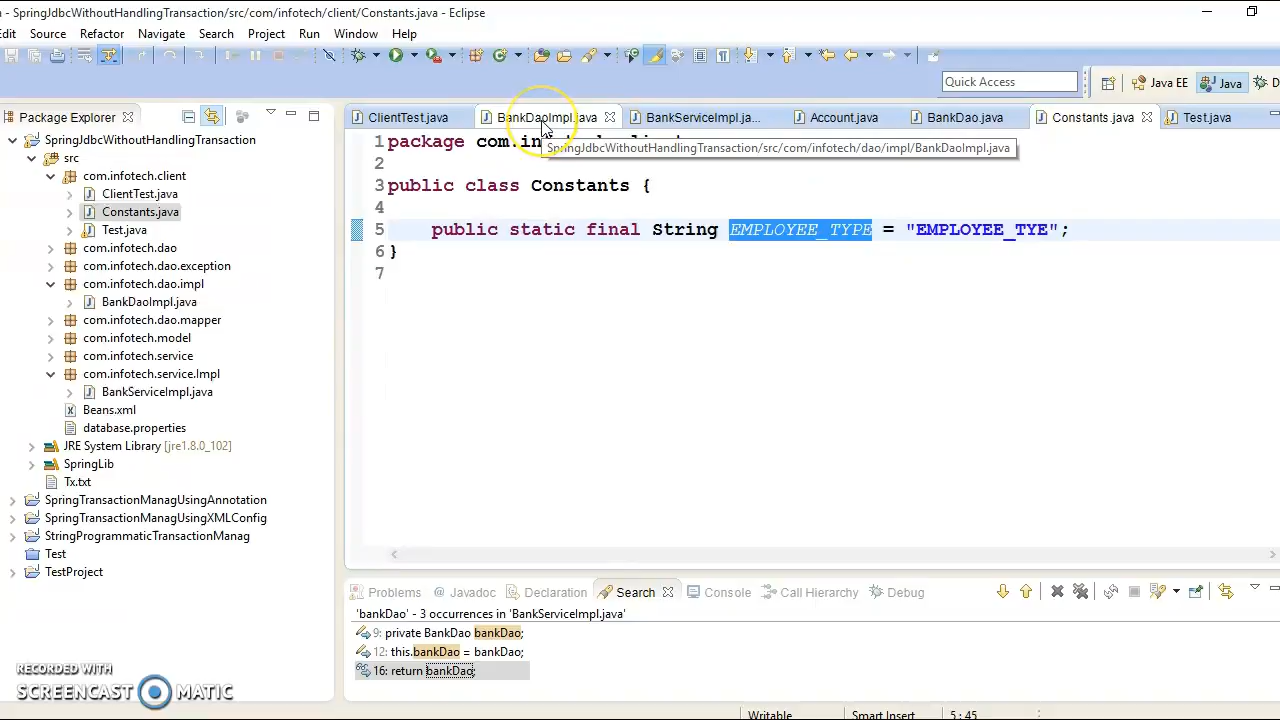 - SpringJdbcWithoutHandlingTransaction/src/com/infotech/client/Constants.java - Eclipse
Edit Source Refactor Navigate Search Project Run Window Help
Quick Access
Java EE
Java
D
Package Explorer
ClientTest.java
BankDaoImpl.java
BankServiceImpl.ja...
Account.java
BankDao.java
Constants.java
Test.java
SpringJdbcWithoutHandlingTransaction
src
com.infotech.client
ClientTest.java
Constants.java
Test.java
com.infotech.dao
com.infotech.dao.exception
com.infotech.dao.impl
BankDaoImpl.java
com.infotech.dao.mapper
com.infotech.model
com.infotech.service
com.infotech.service.Impl
BankServiceImpl.java
Beans.xml
database.properties
JRE System Library [jre1.8.0_102]
SpringLib
Tx.txt
SpringTransactionManagUsingAnnotation
SpringTransactionManagUsingXMLConfig
StringProgrammaticTransactionManag
Test
TestProject
1 package com.in
SpringJdbcWithoutHandlingTransaction/src/com/infotech/dao/impl/BankDaoImpl.java
2
3 public class Constants {
4
5 public static final String EMPLOYEE_TYPE = "EMPLOYEE_TYE";
6 }
7
Problems
Javadoc
Declaration
Search
Console
Call Hierarchy
Debug
'bankDao' - 3 occurrences in 'BankServiceImpl.java'
9: private BankDao bankDao;
12: this.bankDao = bankDao;
16: return bankDao;
Writable
Smart Insert
5 : 45
RECORDED WITH
SCREENCAST MATIC